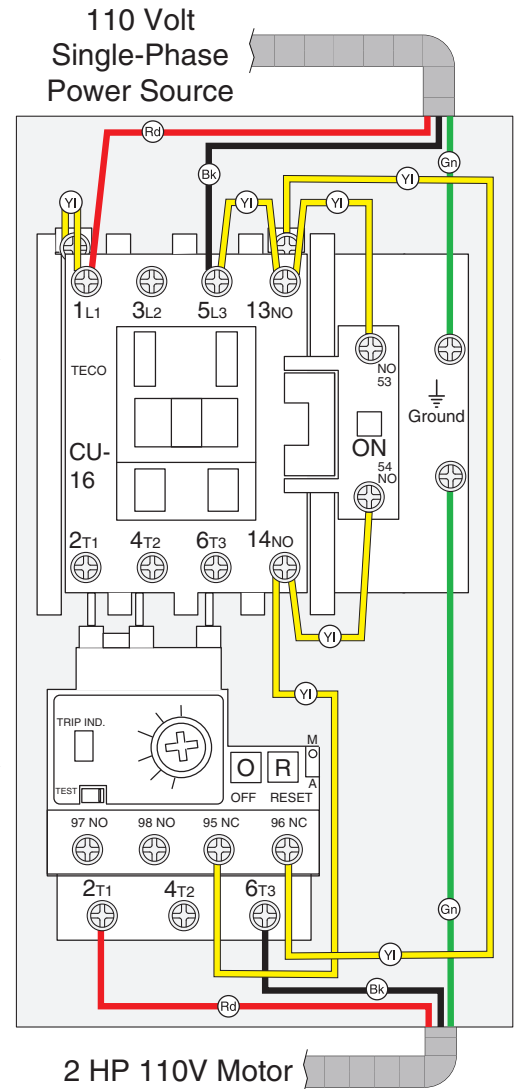 110 Volt
Single-Phase
Power Source
Rd
Bk
Gn
Yl
Yl
Yl
Yl
1L1
3L2
5L3
13NO
TECO
NO
53
Ground
CU-
16
ON
54
NO
2T1
4T2
6T3
14NO
Yl
Yl
TRIP IND.
M
O
R
A
TEST
OFF
RESET
97 NO
98 NO
95 NC
96 NC
2T1
4T2
6T3
Gn
Yl
Bk
Rd
2 HP 110V Motor